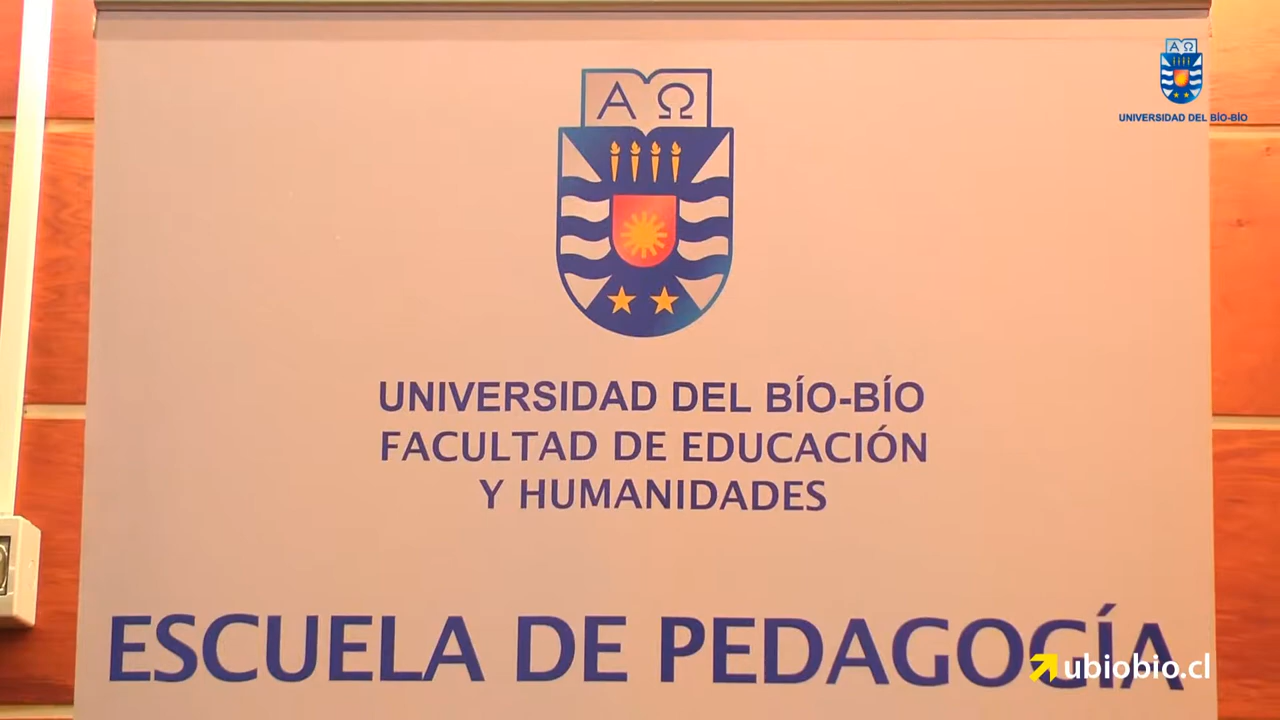 Α Ω
UNIVERSIDAD DEL BÍO-BÍO
FACULTAD DE EDUCACIÓN
Y HUMANIDADES
ESCUELA DE PEDAGOGÍA
Α Ω
UNIVERSIDAD DEL BÍO-BÍO
ubiobio.cl